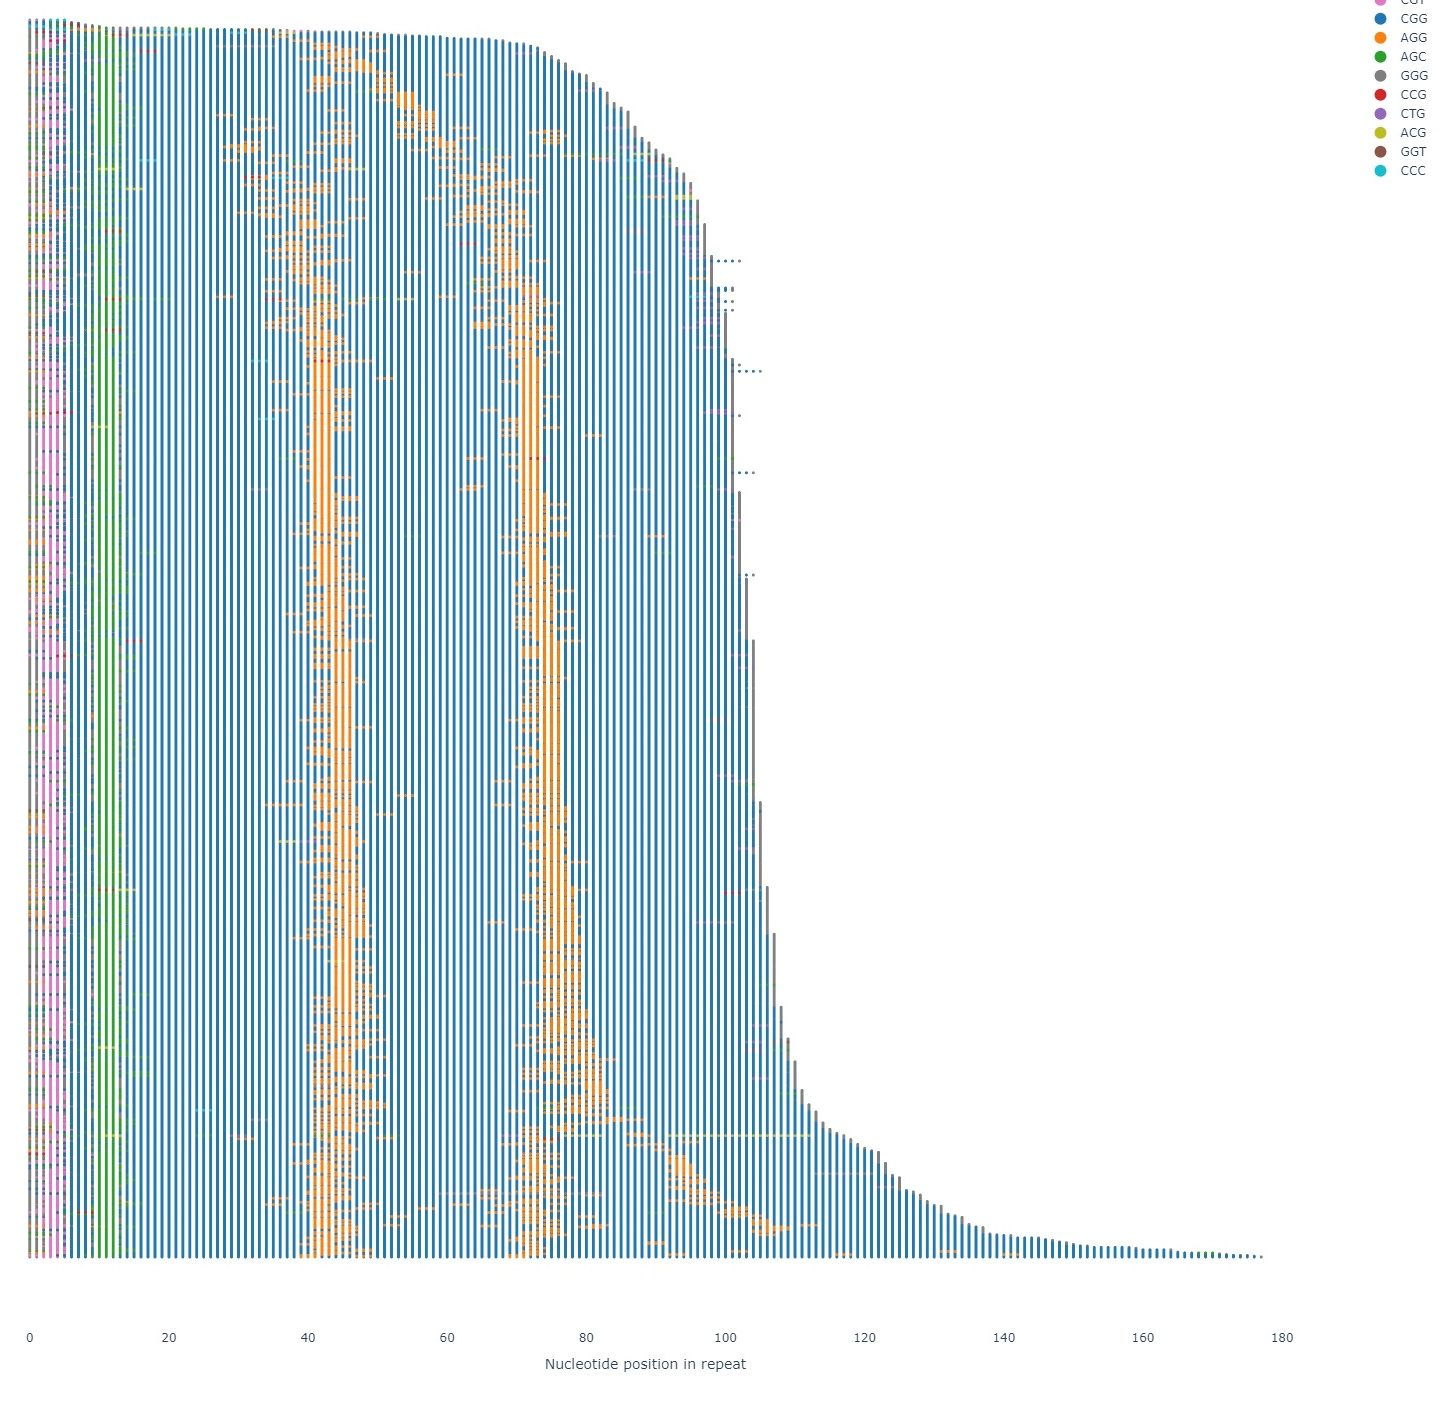 CGG
AGG
AGC
GGG
CCG
CTG
ACG
GGT
CCC
0 20 40 60 80 100 120 140 160 180
Nucleotide position in repeat